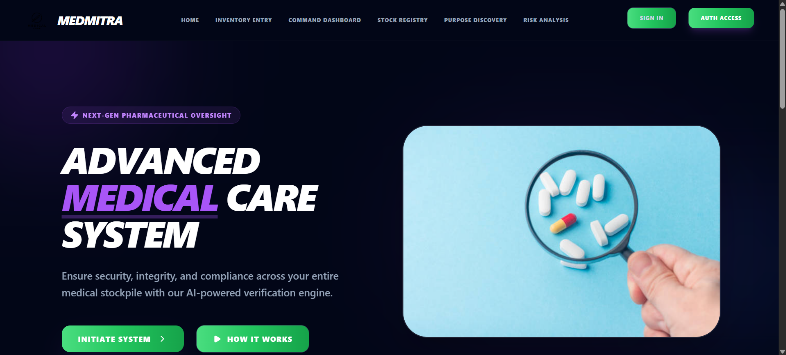 MEDMITRA
HOME INVENTORY ENTRY COMMAND DASHBOARD STOCK REGISTRY PURPOSE DISCOVERY RISK ANALYSIS
SIGN IN AUTH ACCESS
NEXT-GEN PHARMACEUTICAL OVERSIGHT
ADVANCED
MEDICAL CARE
SYSTEM
Ensure security, integrity, and compliance across your entire
medical stockpile with our AI-powered verification engine.
INITIATE SYSTEM HOW IT WORKS